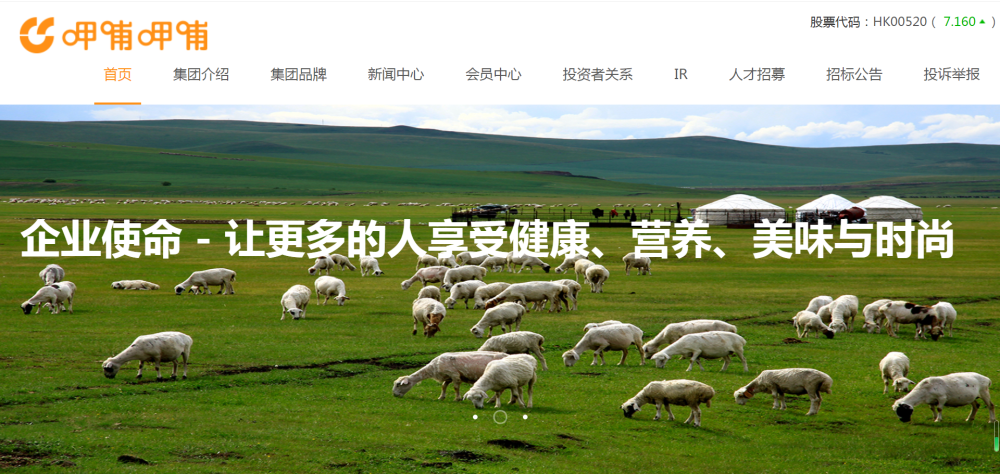 呷哺呷哺
股票代码：HK00520（ 7.160 ）
首页 集团介绍 集团品牌 新闻中心 会员中心 投资者关系 IR 人才招募 招标公告 投诉举报
企业使命 - 让更多的人享受健康、营养、美味与时尚